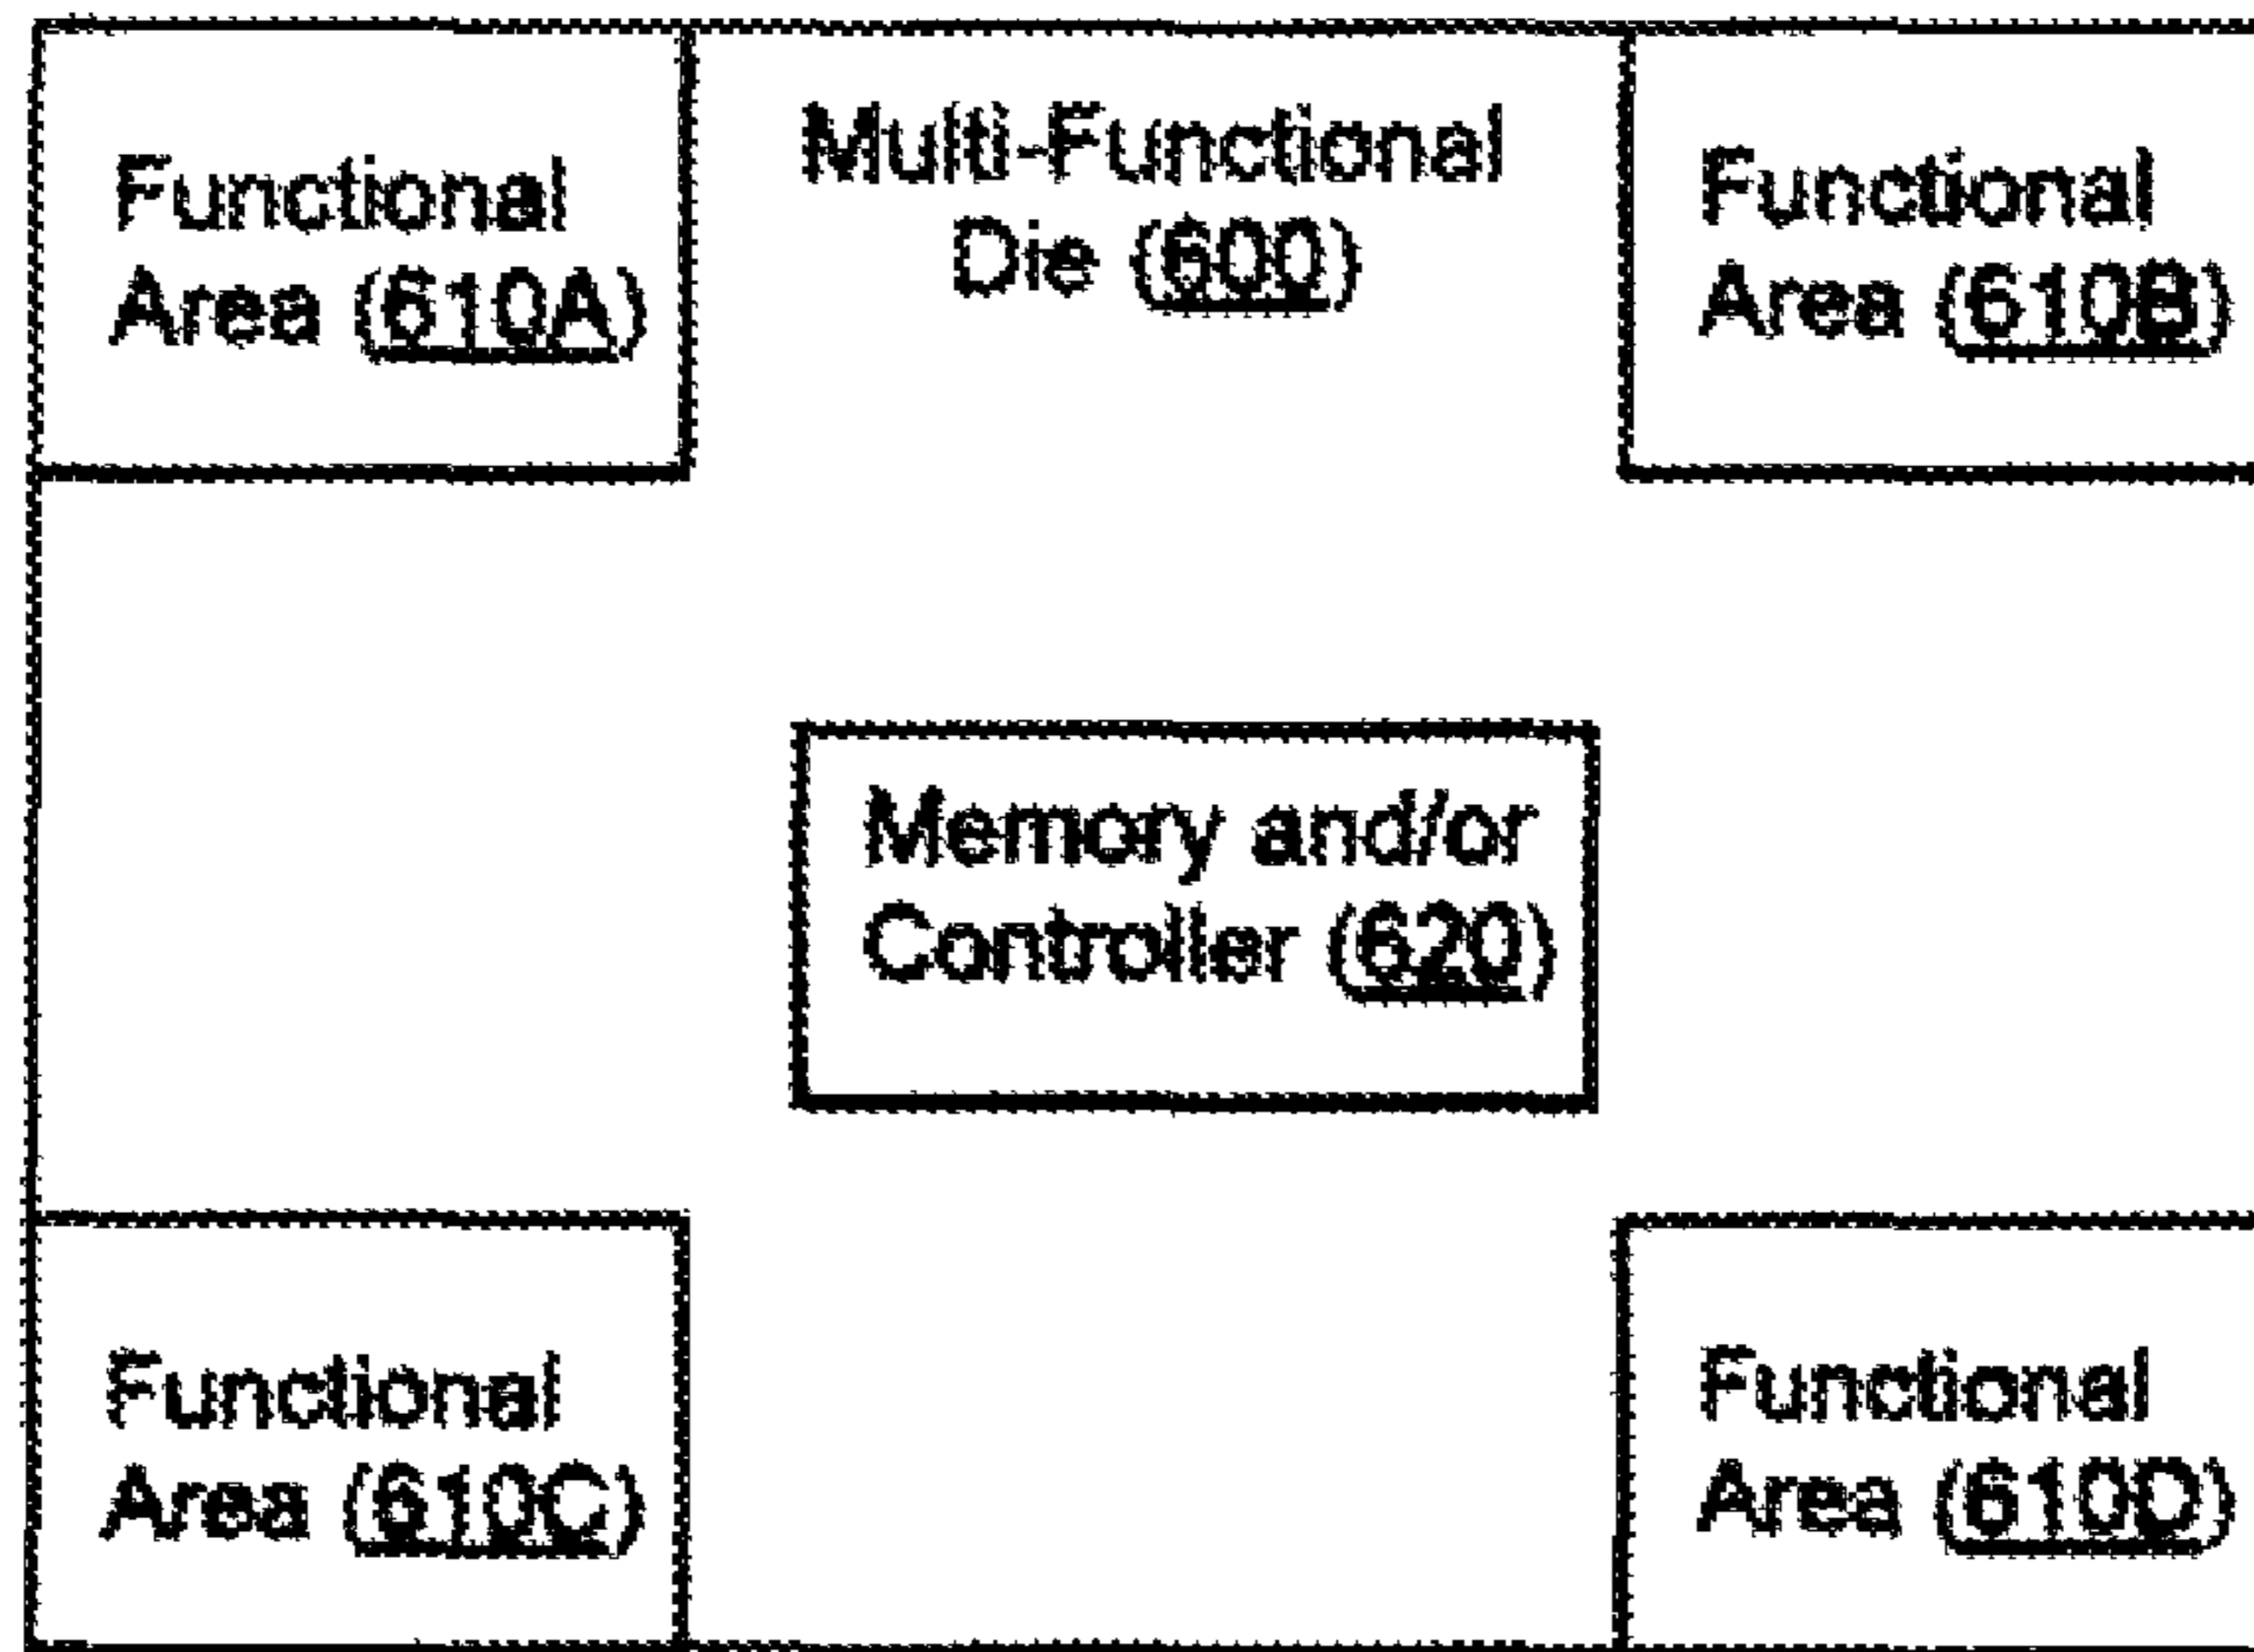 Functional
Area (610A)
Multi-Functional
Die (600)
Functional
Area (610B)
Memory and/or
Controller (620)
Functional
Area (610C)
Functional
Area (610D)